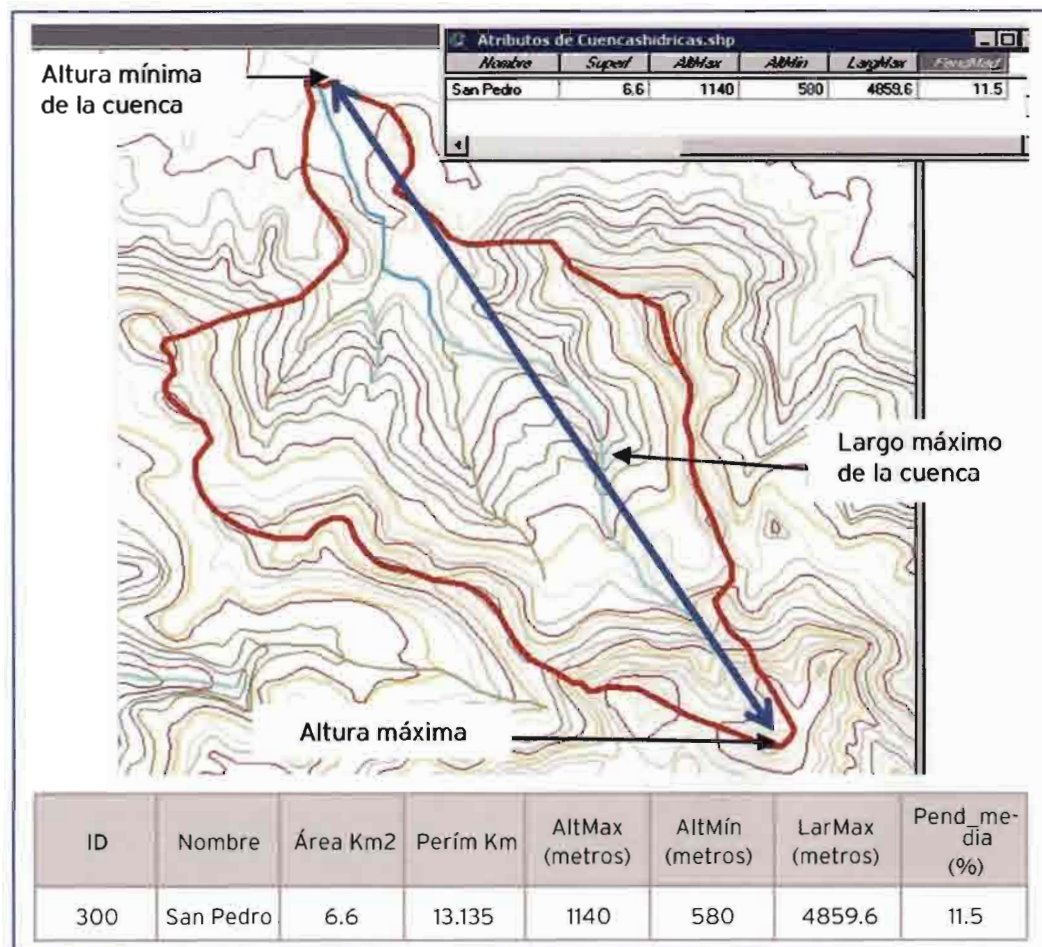 Atributos de Cuencashidricas.shp
Nombre Superf AltMax AltMin LargMax PendMed
San Pedro 6.6 1140 580 4859.6 11.5
Altura mínima
de la cuenca
Largo máximo
de la cuenca
Altura máxima
ID Nombre Área Km2 Perím Km AltMax (metros) AltMín (metros) LarMax (metros) Pend_me-dia (%)
300 San Pedro 6.6 13.135 1140 580 4859.6 11.5